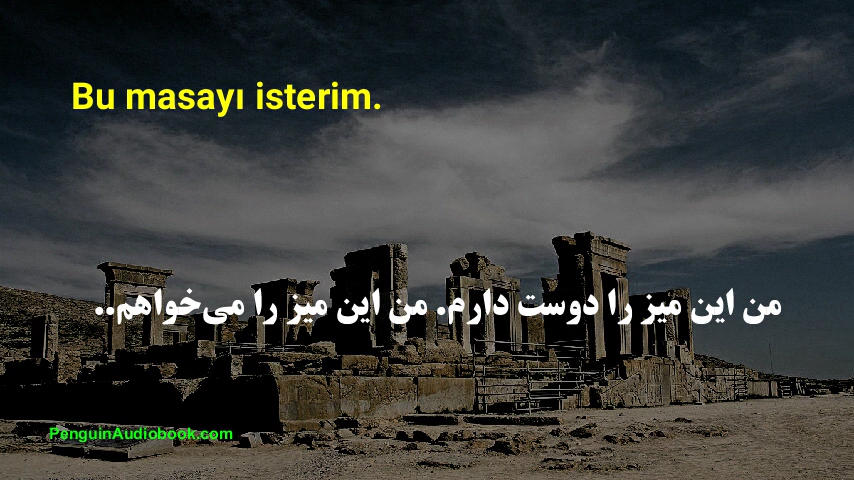 Bu masayı isterim.
من این میز را دوست دارم. من این میز را می‌خواهم..
PenguinAudiobook.com